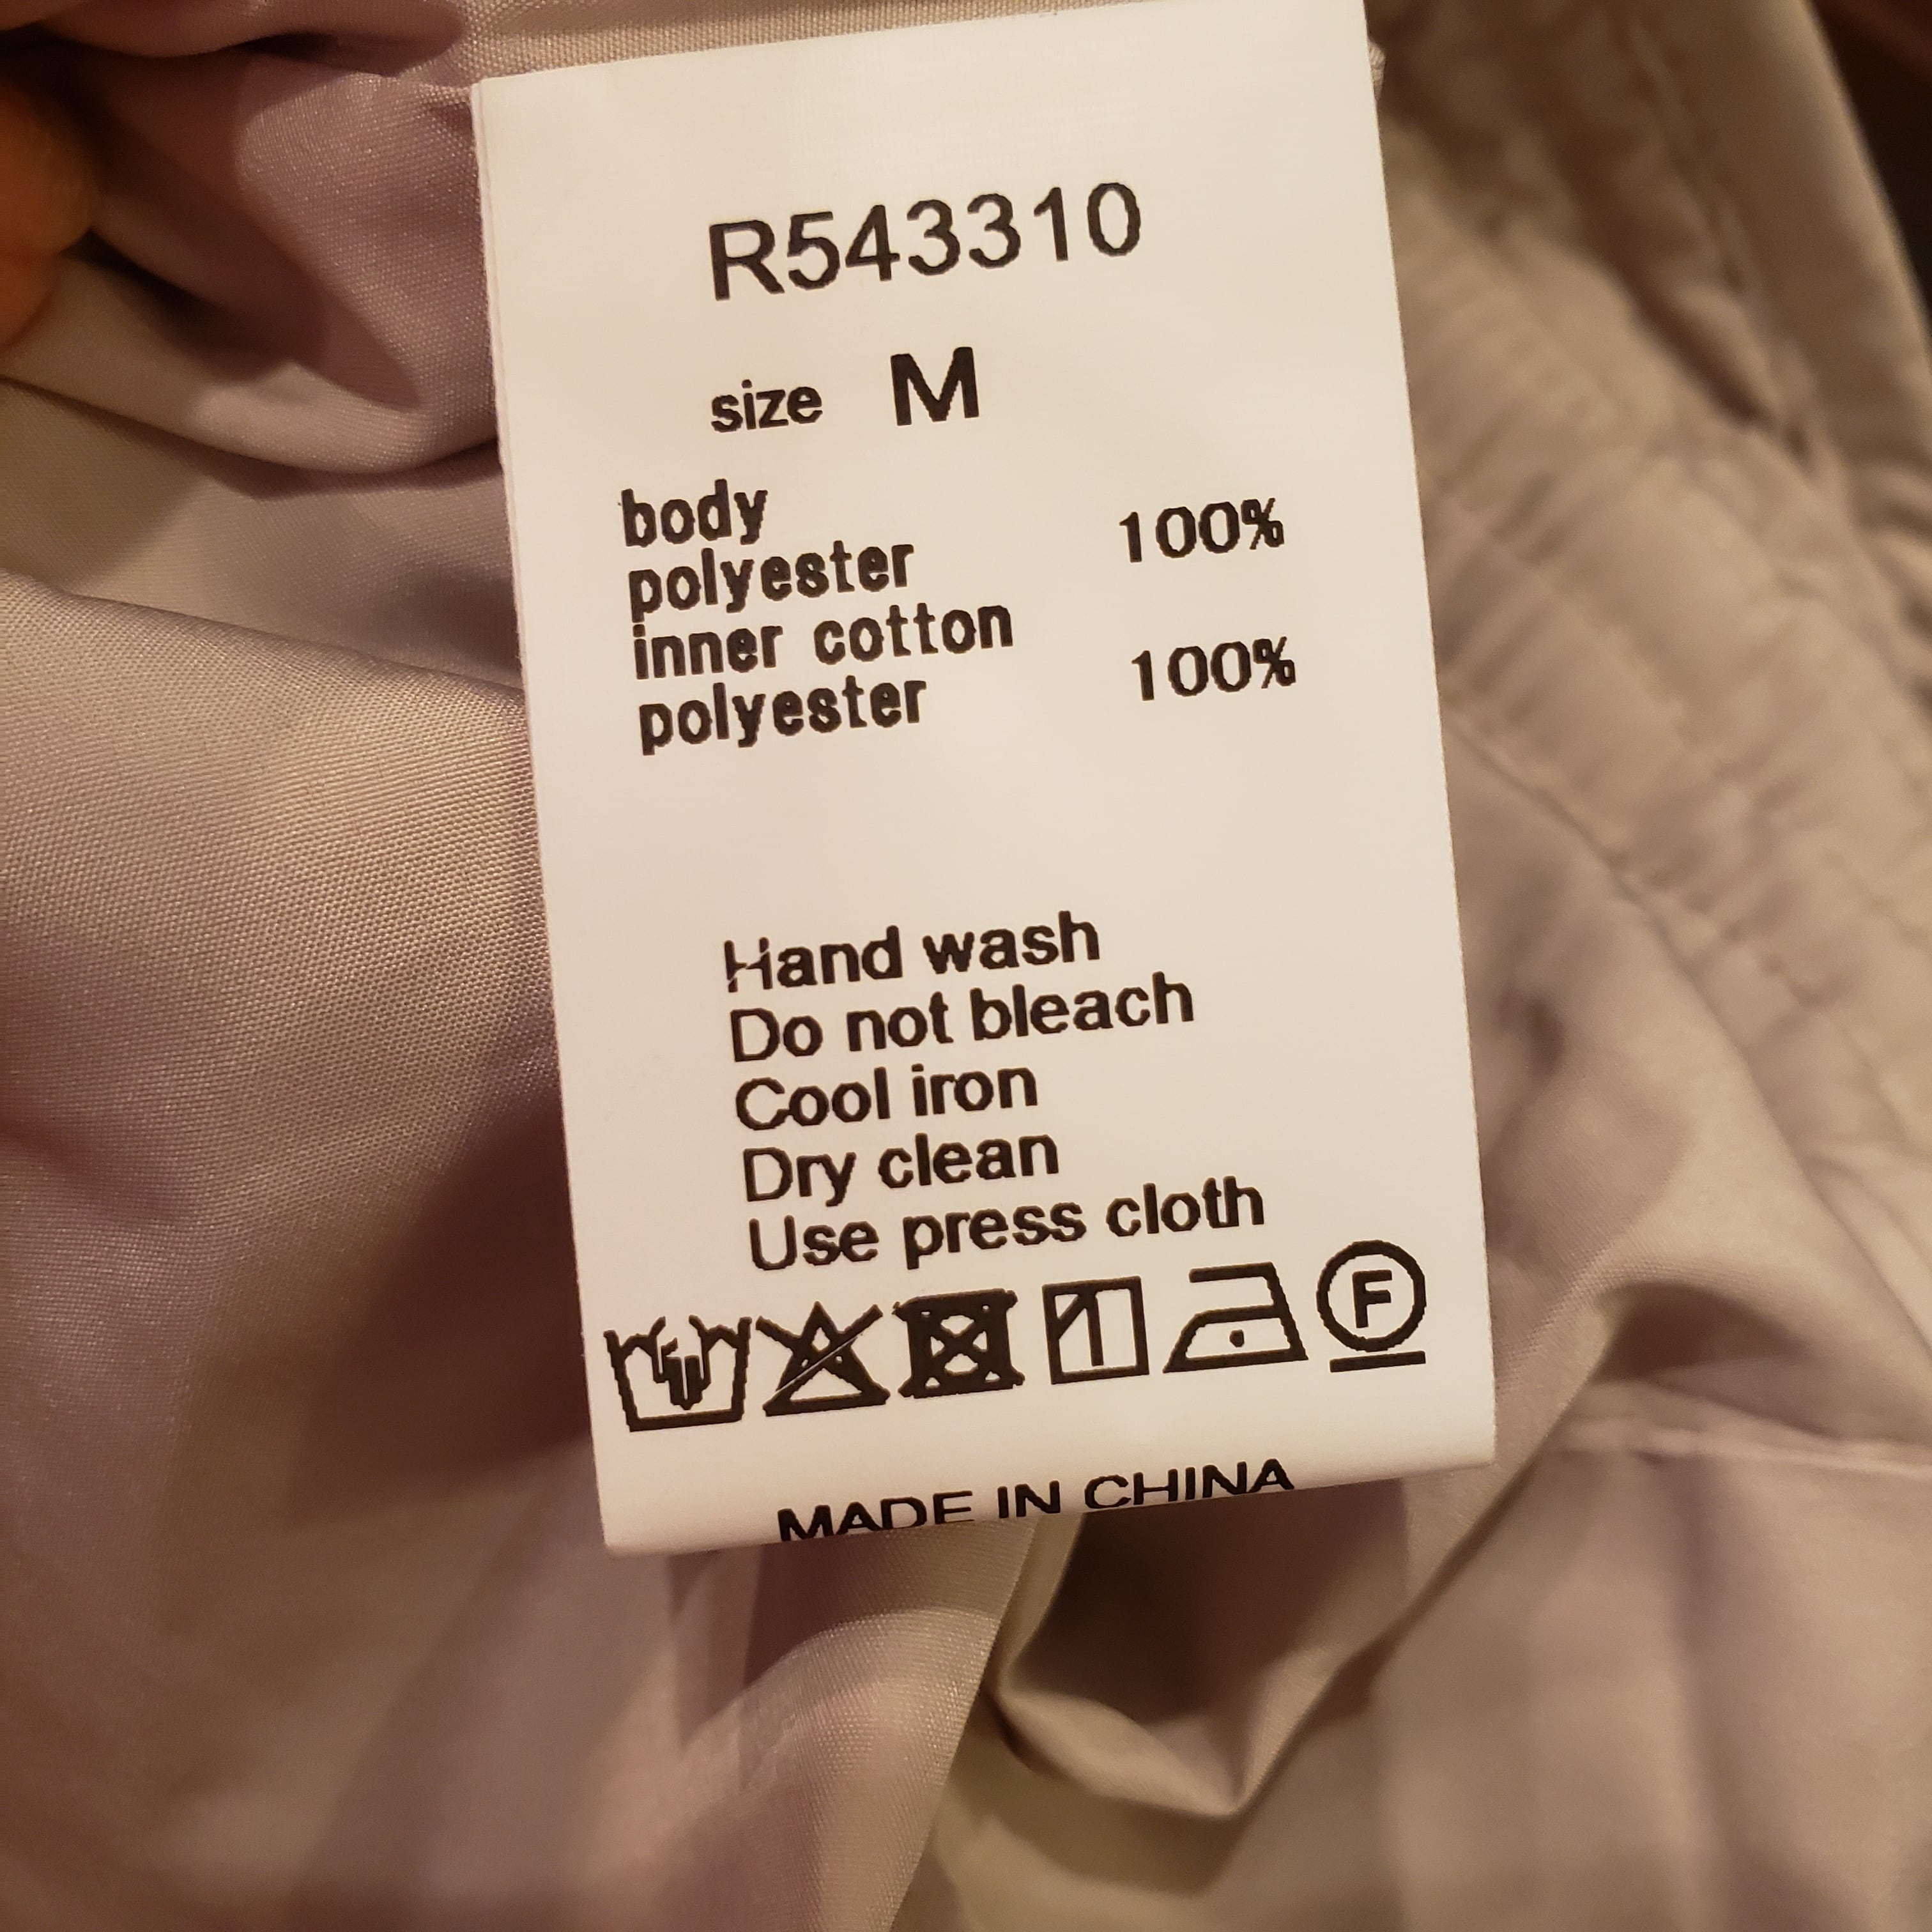 R543310
size M
body
polyester 100%
inner cotton
polyester 100%
Hand wash
Do not bleach
Cool iron
Dry clean
Use press cloth
F
MADE IN CHINA